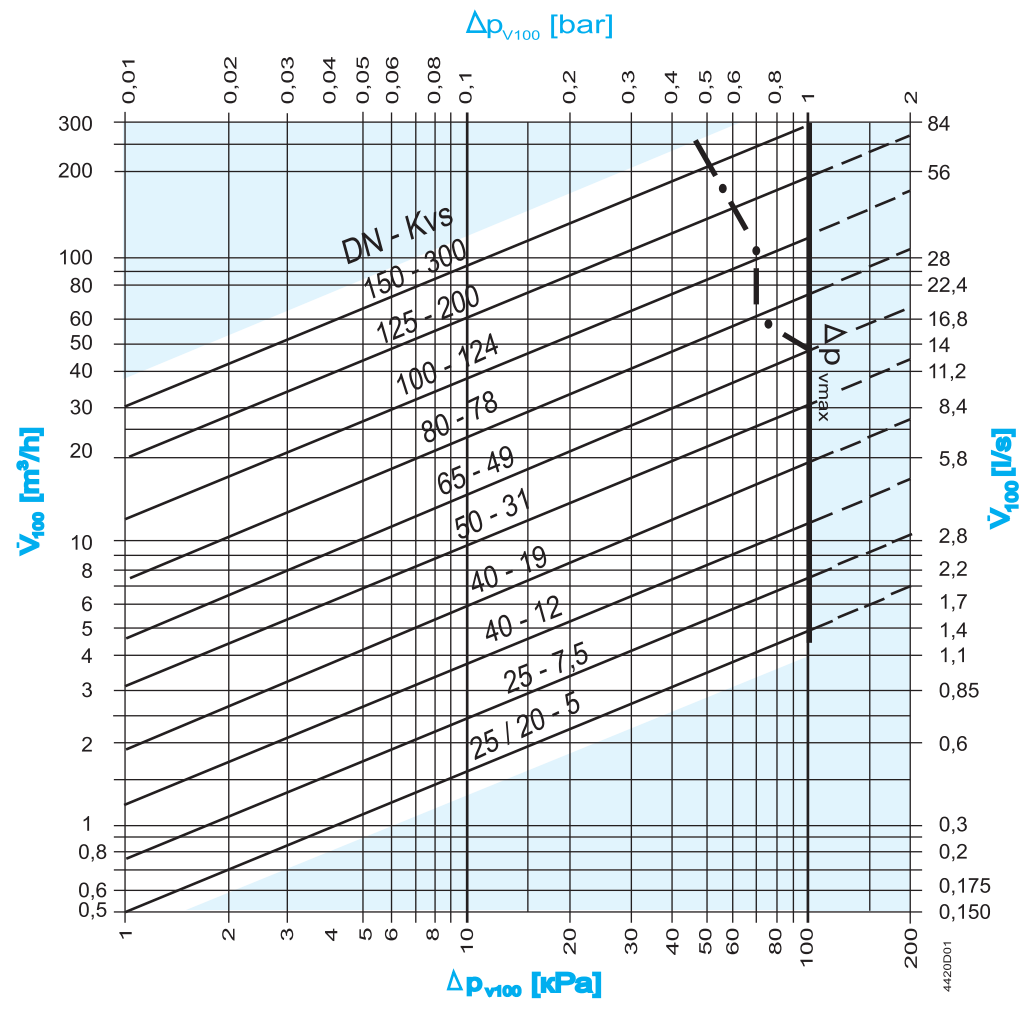 Δp V100 [bar]
0,01 0,02 0,03 0,04 0,05 0,06 0,08 0,1 0,2 0,3 0,4 0,5 0,6 0,8 1 2
300 84
200 56
100 28
80 22,4
60 16,8
50 14
40 11,2
30 8,4
20 5,8
10 2,8
8 2,2
6 1,7
5 1,4
4 1,1
3 0,85
2 0,6
1 0,3
0,8 0,2
0,6 0,175
0,5 0,150
V̇100 [m³/h]
V̇100 [l/s]
DN - Kvs
150 - 300
125 - 200
100 - 124
80 - 78
65 - 49
50 - 31
40 - 19
40 - 12
25 - 7,5
25 / 20 - 5
Δp vmax
1 2 3 4 5 6 8 10 20 30 40 50 60 100 200
Δp v100 [кPa]
4420D01